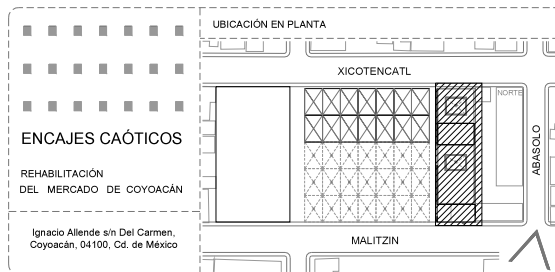 UBICACIÓN EN PLANTA
XICOTENCATL
NORTE
ABASOLO
MALITZIN
ENCAJES CAÓTICOS
REHABILITACIÓN
DEL MERCADO DE COYOACÁN
Ignacio Allende s/n Del Carmen,
Coyoacán, 04100, Cd. de México